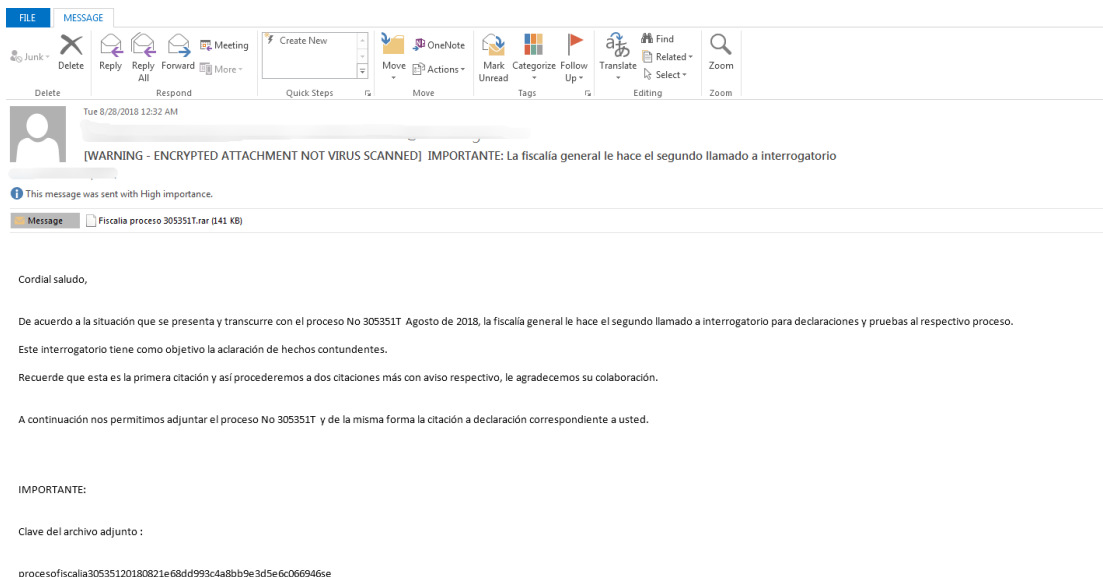 FILE MESSAGE
Junk Delete Reply Reply All Forward Meeting More Create New Move OneNote Actions Mark Unread Categorize Follow Up Translate Find Related Select Zoom
Delete Respond Quick Steps Move Tags Editing Zoom
Tue 8/28/2018 12:32 AM
[WARNING - ENCRYPTED ATTACHMENT NOT VIRUS SCANNED] IMPORTANTE: La fiscalía general le hace el segundo llamado a interrogatorio
This message was sent with High importance.
Message Fiscalia proceso 305351T.rar (141 KB)
Cordial saludo,
De acuerdo a la situación que se presenta y transcurre con el proceso No 305351T Agosto de 2018, la fiscalía general le hace el segundo llamado a interrogatorio para declaraciones y pruebas al respectivo proceso.
Este interrogatorio tiene como objetivo la aclaración de hechos contundentes.
Recuerde que esta es la primera citación y así procederemos a dos citaciones más con aviso respectivo, le agradecemos su colaboración.
A continuación nos permitimos adjuntar el proceso No 305351T y de la misma forma la citación a declaración correspondiente a usted.
IMPORTANTE:
Clave del archivo adjunto :
procesofiscalia30535120180821e68dd993c4a8bb9e3d5e6c066946se